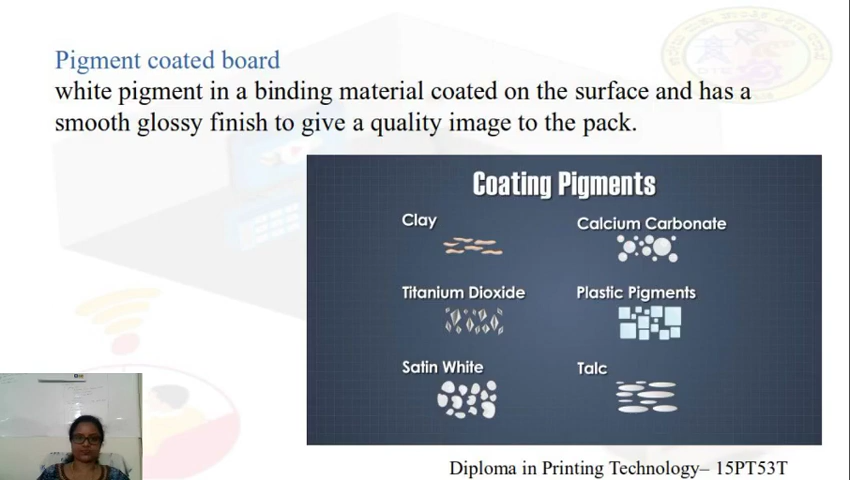 Pigment coated board
white pigment in a binding material coated on the surface and has a
smooth glossy finish to give a quality image to the pack.
Coating Pigments
Clay
Calcium Carbonate
Titanium Dioxide
Plastic Pigments
Satin White
Talc
Diploma in Printing Technology– 15PT53T